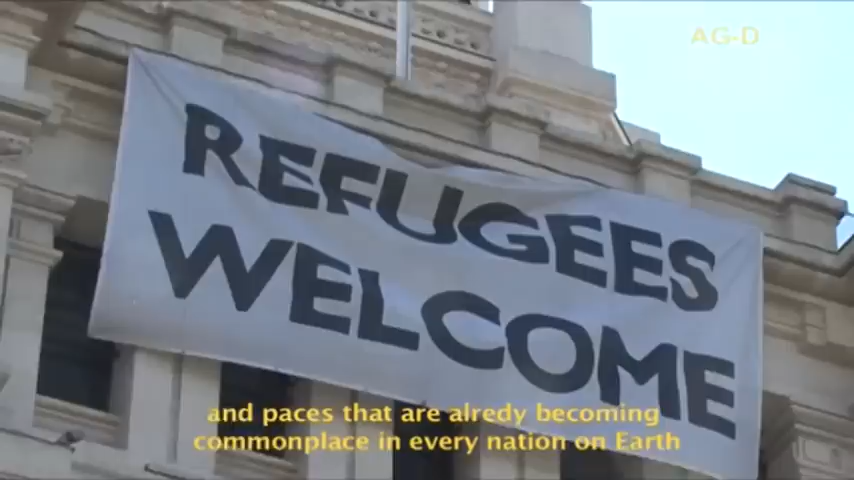 AG-D
REFUGEES
WELCOME
and paces that are alredy becoming
commonplace in every nation on Earth